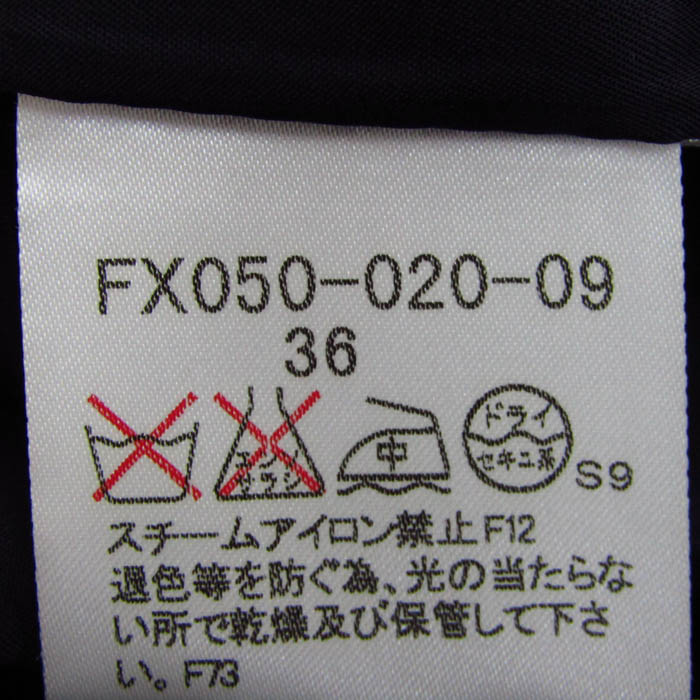 FX050-020-09
36
エンソ
サラシ
中
ドライ
セキユ系
S9
スチームアイロン禁止F12
退色等を防ぐ為、光の当たらな
い所で乾燥及び保管して下さ
い。F73